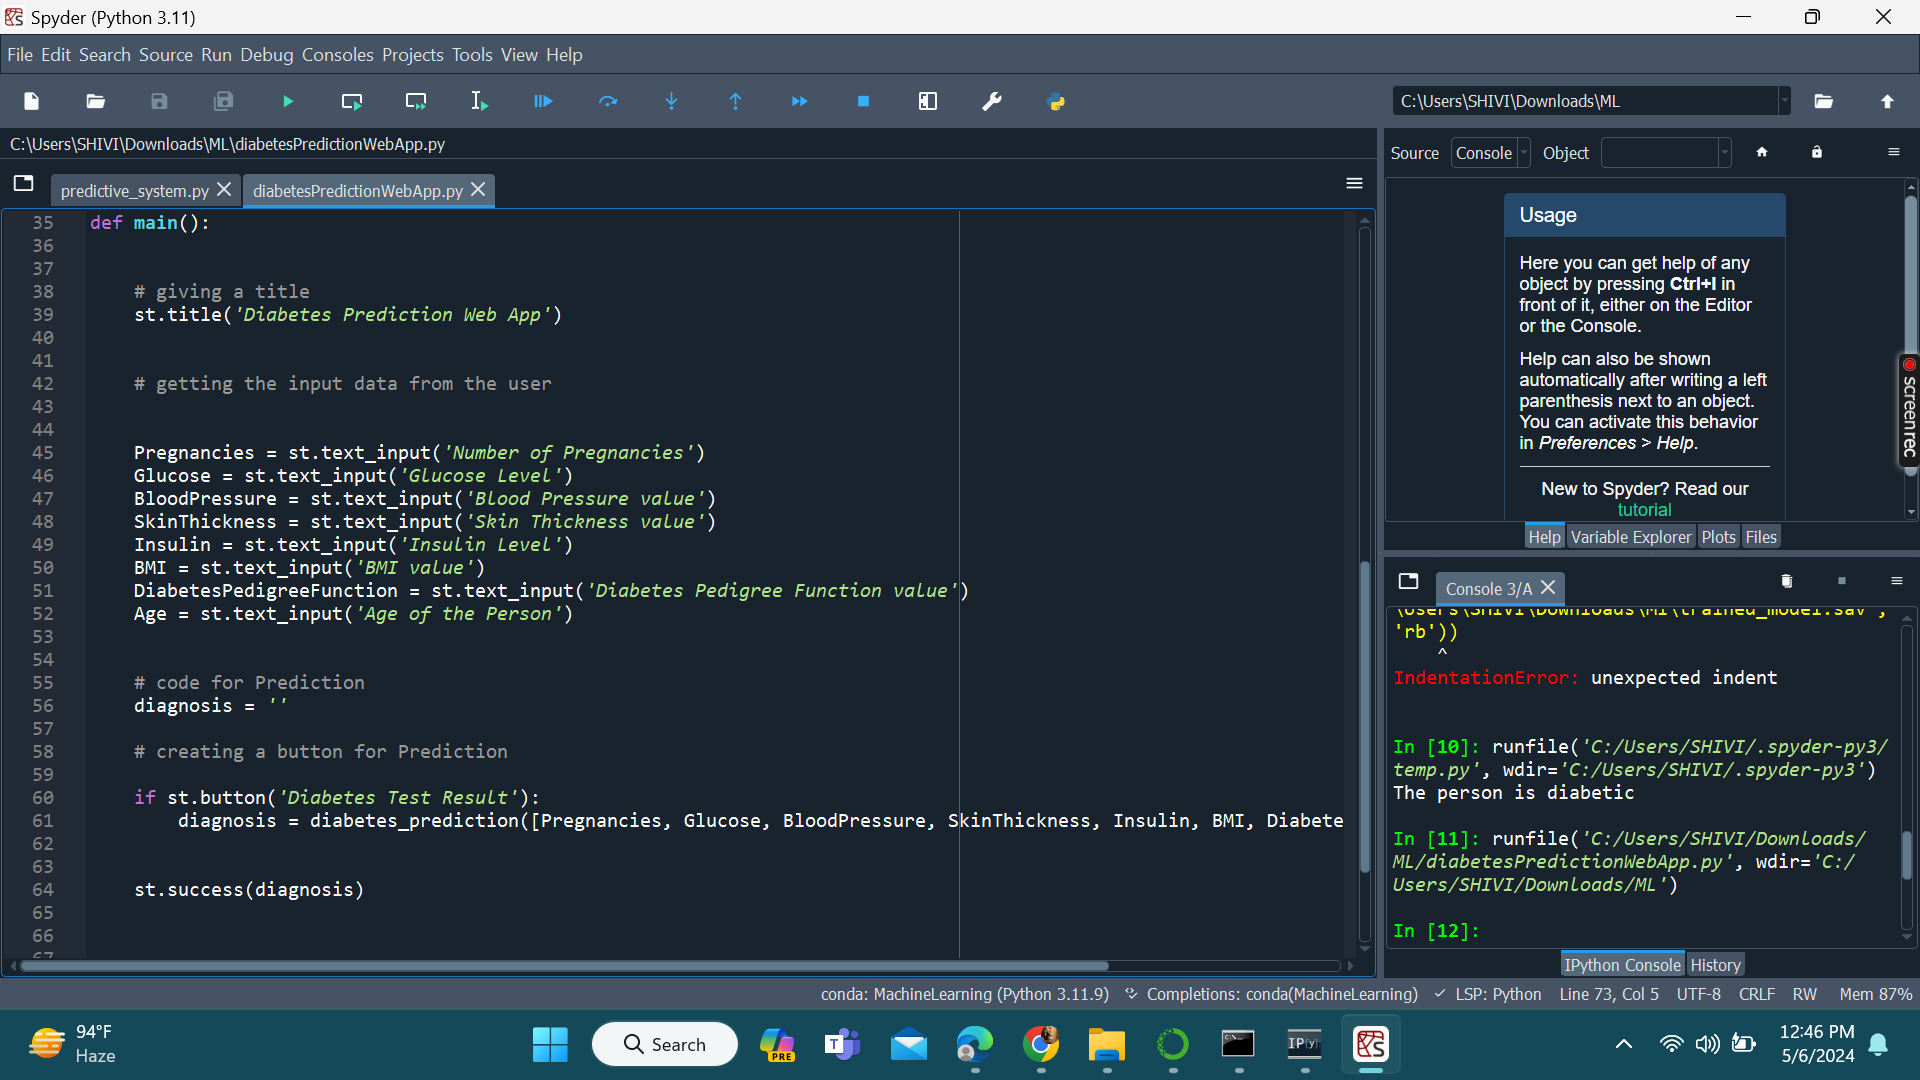 Spyder (Python 3.11)
File Edit Search Source Run Debug Consoles Projects Tools View Help
C:\Users\SHIVI\Downloads\ML
C:\Users\SHIVI\Downloads\ML\diabetesPredictionWebApp.py
predictive_system.py
diabetesPredictionWebApp.py
35 def main():
36
37
38 # giving a title
39 st.title('Diabetes Prediction Web App')
40
41
42 # getting the input data from the user
43
44
45 Pregnancies = st.text_input('Number of Pregnancies')
46 Glucose = st.text_input('Glucose Level')
47 BloodPressure = st.text_input('Blood Pressure value')
48 SkinThickness = st.text_input('Skin Thickness value')
49 Insulin = st.text_input('Insulin Level')
50 BMI = st.text_input('BMI value')
51 DiabetesPedigreeFunction = st.text_input('Diabetes Pedigree Function value')
52 Age = st.text_input('Age of the Person')
53
54
55 # code for Prediction
56 diagnosis = ''
57
58 # creating a button for Prediction
59
60 if st.button('Diabetes Test Result'):
61 diagnosis = diabetes_prediction([Pregnancies, Glucose, BloodPressure, SkinThickness, Insulin, BMI, Diabete
62
63
64 st.success(diagnosis)
65
66
67
Source Console Object
Usage
Here you can get help of any
object by pressing Ctrl+I in
front of it, either on the Editor
or the Console.
Help can also be shown
automatically after writing a left
parenthesis next to an object.
You can activate this behavior
in Preferences > Help.
New to Spyder? Read our
tutorial
screenrec
Help Variable Explorer Plots Files
Console 3/A
\Users\SHIVI\Downloads\Ml\trained_model.sav',
'rb'))
^
IndentationError: unexpected indent
In [10]: runfile('C:/Users/SHIVI/.spyder-py3/
temp.py', wdir='C:/Users/SHIVI/.spyder-py3')
The person is diabetic
In [11]: runfile('C:/Users/SHIVI/Downloads/
ML/diabetesPredictionWebApp.py', wdir='C:/
Users/SHIVI/Downloads/ML')
In [12]:
IPython Console History
conda: MachineLearning (Python 3.11.9) Completions: conda(MachineLearning) LSP: Python Line 73, Col 5 UTF-8 CRLF RW Mem 87%
94°F
Haze
Search
PRE
T
IP[y]:
12:46 PM
5/6/2024